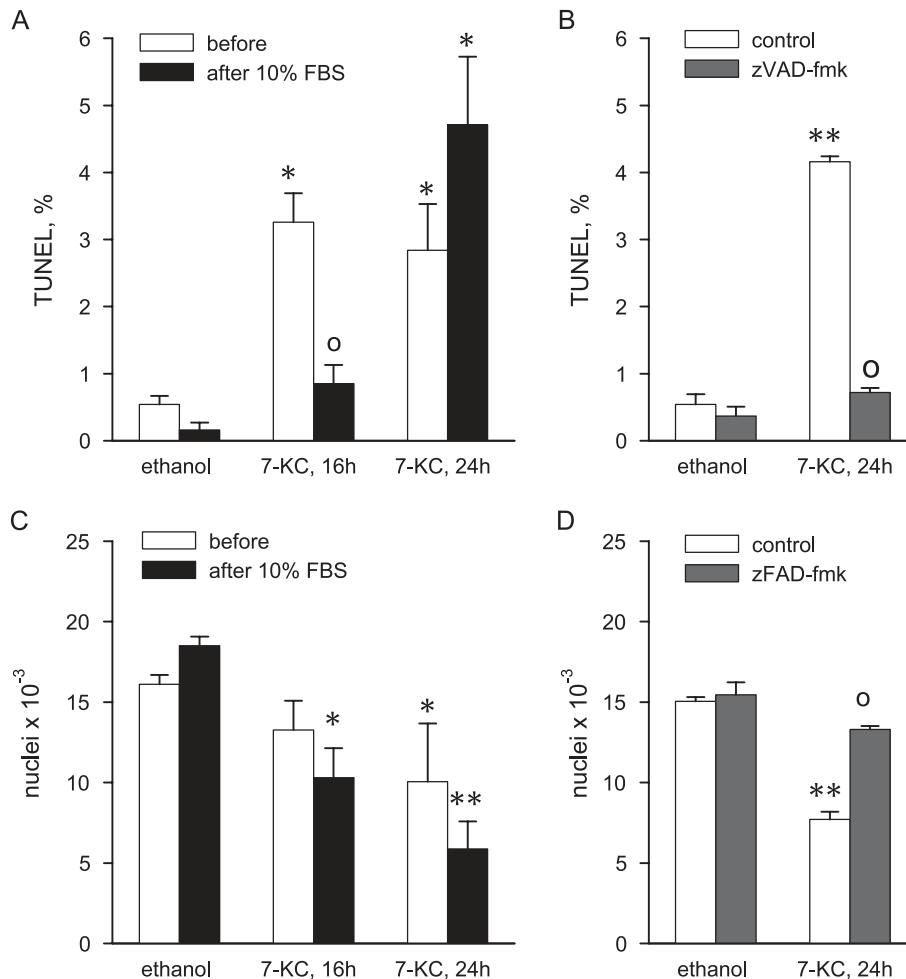 A
before
after 10% FBS
TUNEL, %
6
5
4
3
2
1
0
*
o
*
*
ethanol
7-KC, 16h
7-KC, 24h
B
control
zVAD-fmk
TUNEL, %
6
5
4
3
2
1
0
**
o
ethanol
7-KC, 24h
C
before
after 10% FBS
nuclei x 10⁻³
25
20
15
10
5
0
*
*
**
ethanol
7-KC, 16h
7-KC, 24h
D
control
zFAD-fmk
nuclei x 10⁻³
25
20
15
10
5
0
**
o
ethanol
7-KC, 24h